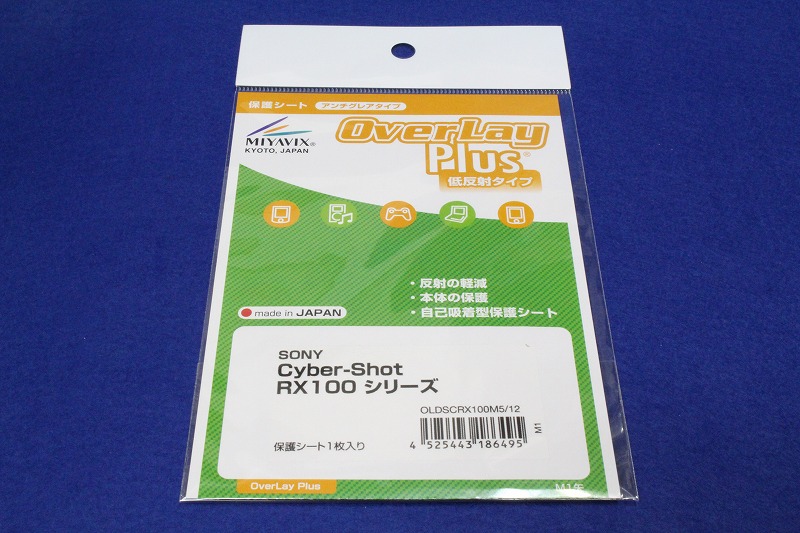 保護シート アンチグレアタイプ
OverLay
Plus®
低反射タイプ
MIYAVIX®
KYOTO, JAPAN
・反射の軽減
・本体の保護
・自己吸着型保護シート
made in JAPAN
SONY
Cyber-Shot
RX100 シリーズ
OLDSCRX100M5/12
M1
4 525443 186495
保護シート1枚入り
OverLay Plus